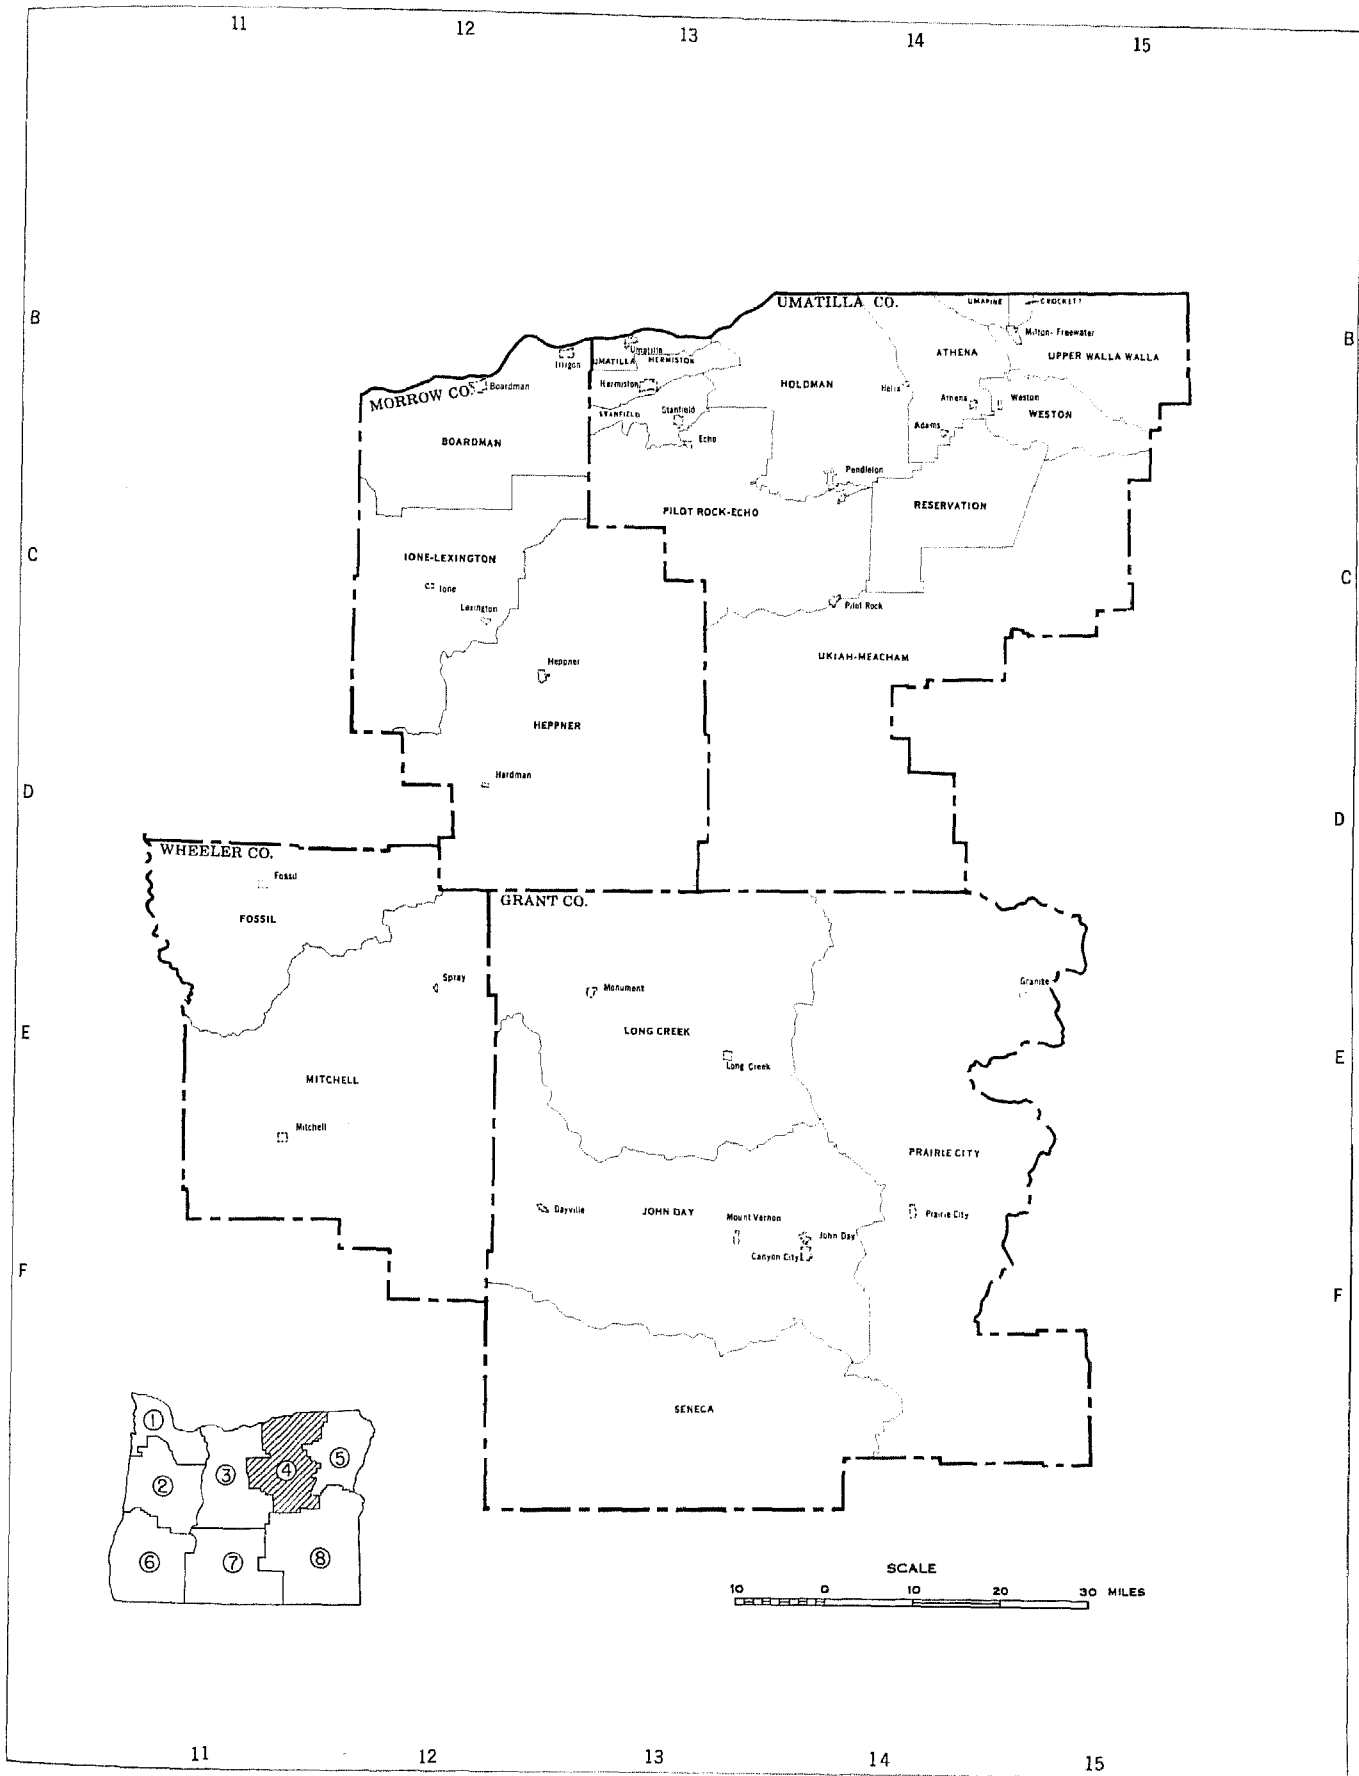 11 12 13 14 15
B B
UMATILLA CO.
UMAPINE CROCKETT
Milton-Freewater
ATHENA UPPER WALLA WALLA
Umatilla
Irrigon UMATILLA HERMISTON
MORROW CO. Boardman Hermiston HOLDMAN Helix
Athena Weston
STANFIELD Stanfield WESTON
Adams
BOARDMAN Echo
Pendleton
PILOT ROCK-ECHO RESERVATION
C C
IONE-LEXINGTON
Ione
Lexington Pilot Rock
Heppner UKIAH-MEACHAM
HEPPNER
Hardman
D D
WHEELER CO.
Fossil
GRANT CO.
FOSSIL
Spray Monument Granite
E LONG CREEK E
Long Creek
MITCHELL
Mitchell PRAIRIE CITY
Dayville JOHN DAY Mount Vernon Prairie City
John Day
Canyon City
F F
SENECA
1
2 3 4 5
6 7 8
SCALE
10 0 10 20 30 MILES
11 12 13 14 15